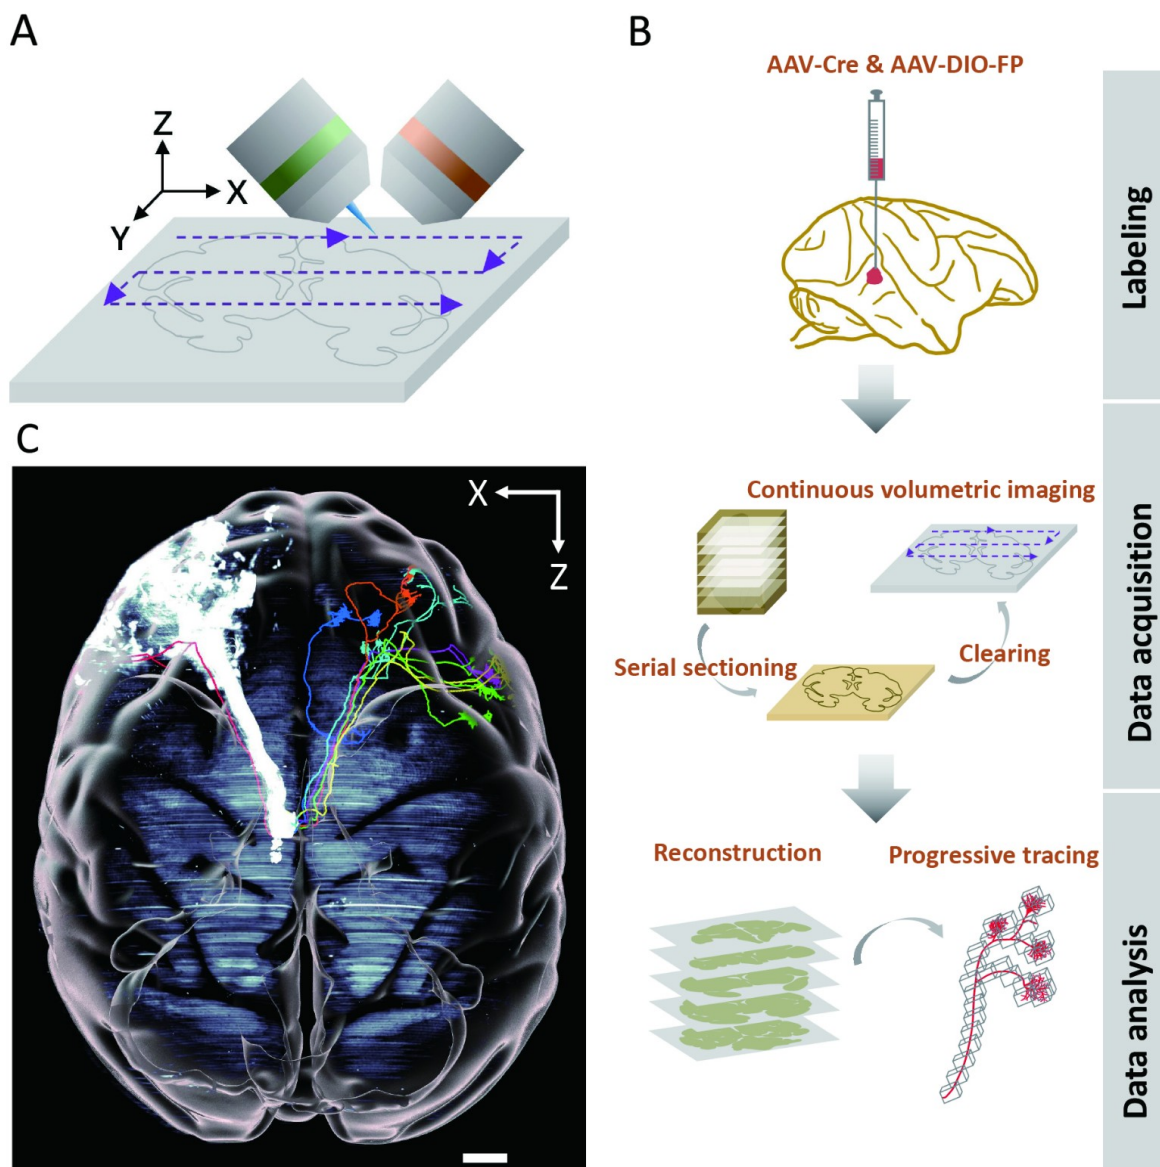 A
Z
X
Y
B
AAV-Cre & AAV-DIO-FP
Labeling
C
X
Z
Continuous volumetric imaging
Serial sectioning
Clearing
Data acquisition
Reconstruction
Progressive tracing
Data analysis